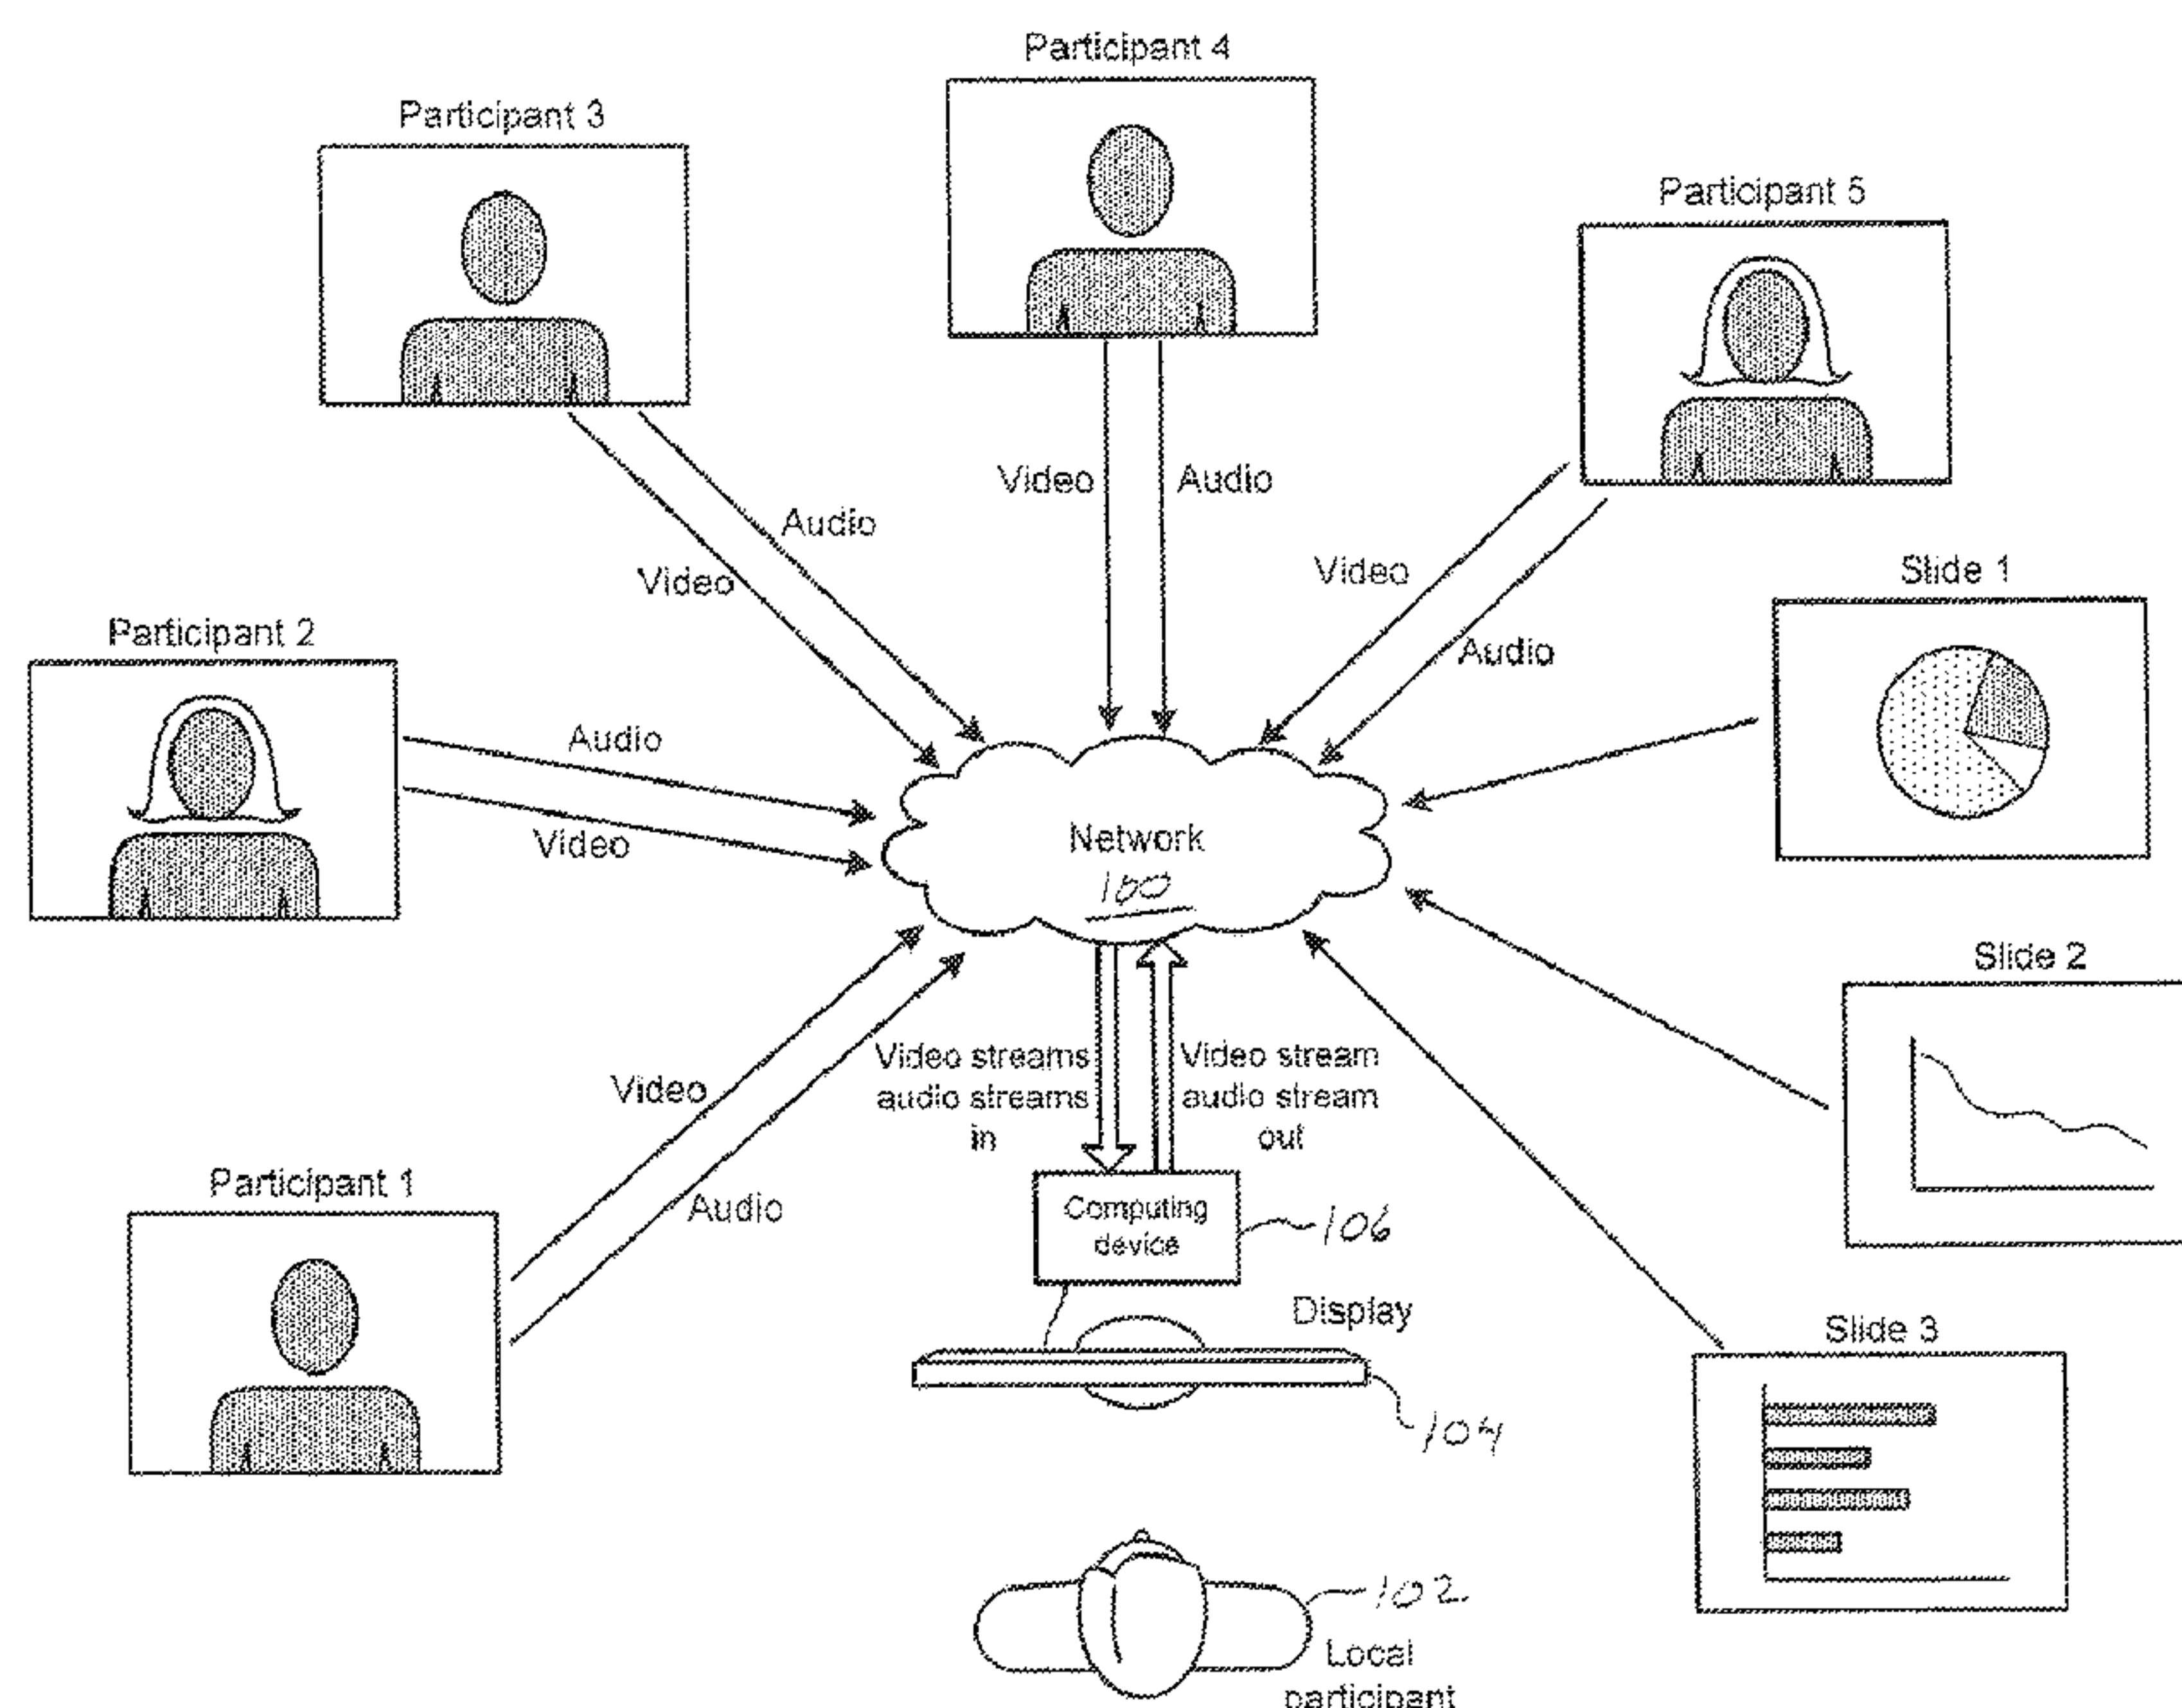 Participant 4
Participant 3
Participant 5
Video
Audio
Audio
Video
Video
Audio
Slide 1
Participant 2
Audio
Video
Network
100
Slide 2
Video streams
audio streams
in
Video stream
audio stream
out
Video
Audio
Participant 1
Computing
device
106
Display
104
Slide 3
102
Local
participant